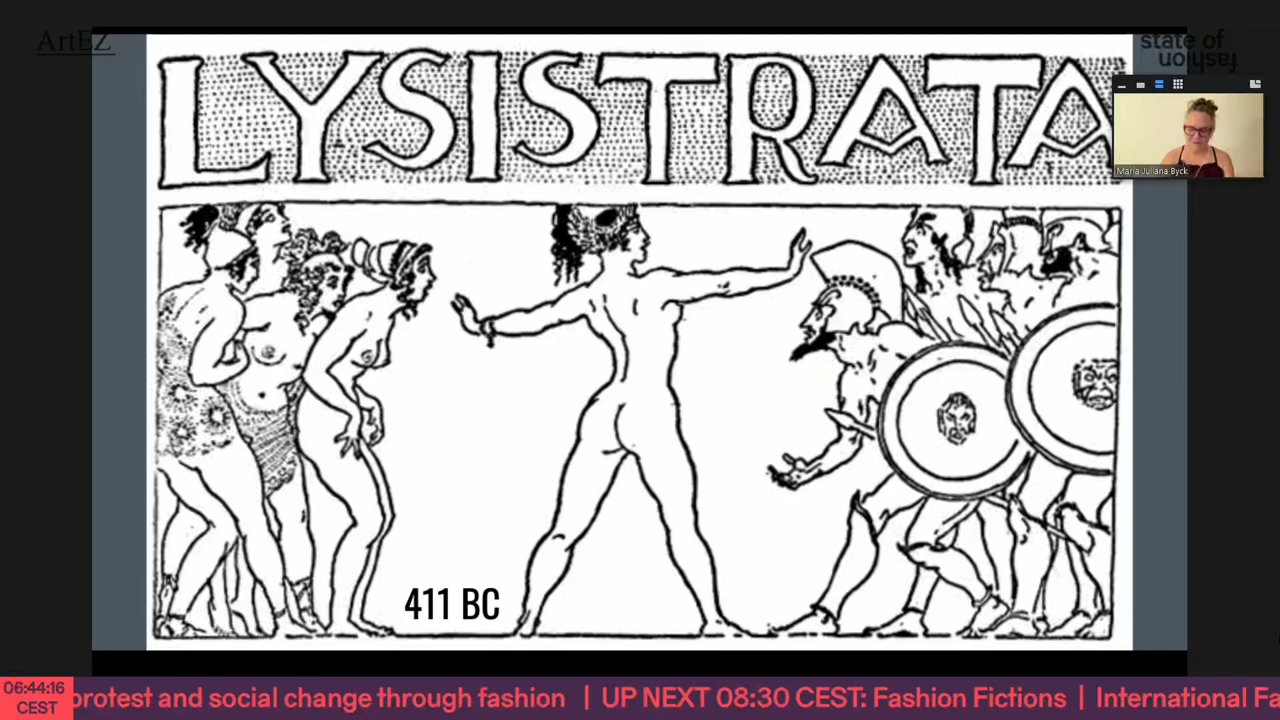 ArtEZ
state of
fashion
LYSISTRATA
Maria Juliana Byck
411 BC
06:44:16
CEST
protest and social change through fashion | UP NEXT 08:30 CEST: Fashion Fictions | International Fa